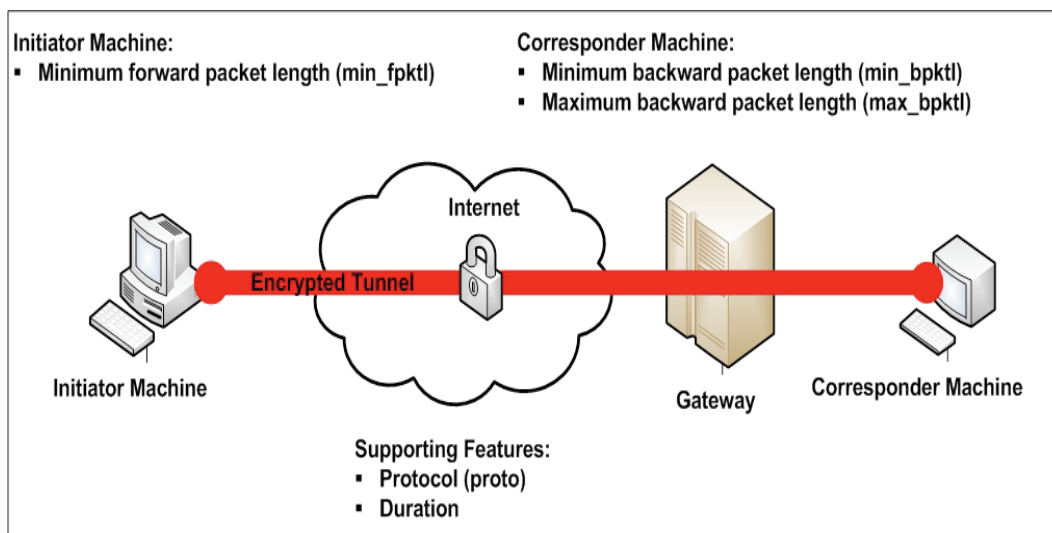 Initiator Machine:
▪ Minimum forward packet length (min_fpktl)
Corresponder Machine:
▪ Minimum backward packet length (min_bpktl)
▪ Maximum backward packet length (max_bpktl)
Internet
Encrypted Tunnel
Initiator Machine
Gateway
Corresponder Machine
Supporting Features:
▪ Protocol (proto)
▪ Duration